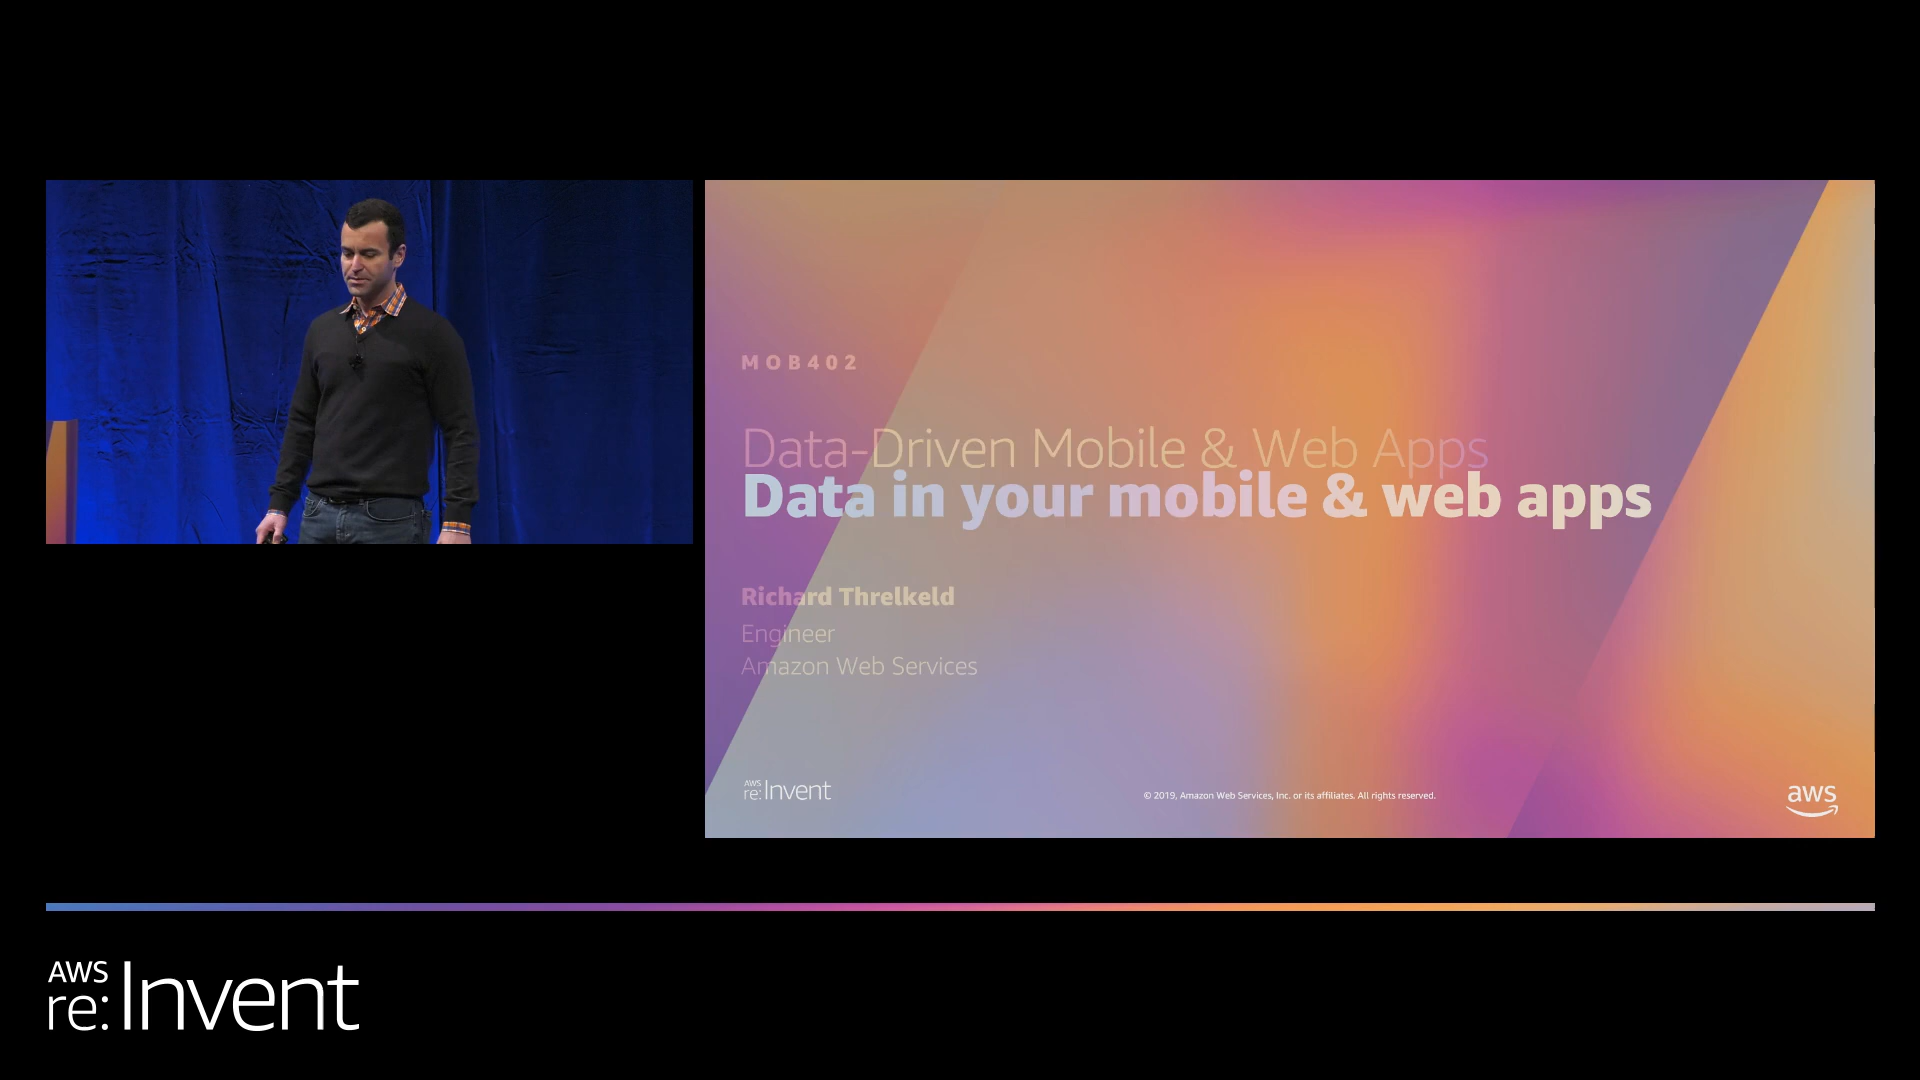 MOB402
Data-Driven Mobile & Web Apps
Data in your mobile & web apps
Richard Threlkeld
Engineer
Amazon Web Services
AWS
re:Invent
© 2019, Amazon Web Services, Inc. or its affiliates. All rights reserved.
aws
AWS
re:Invent